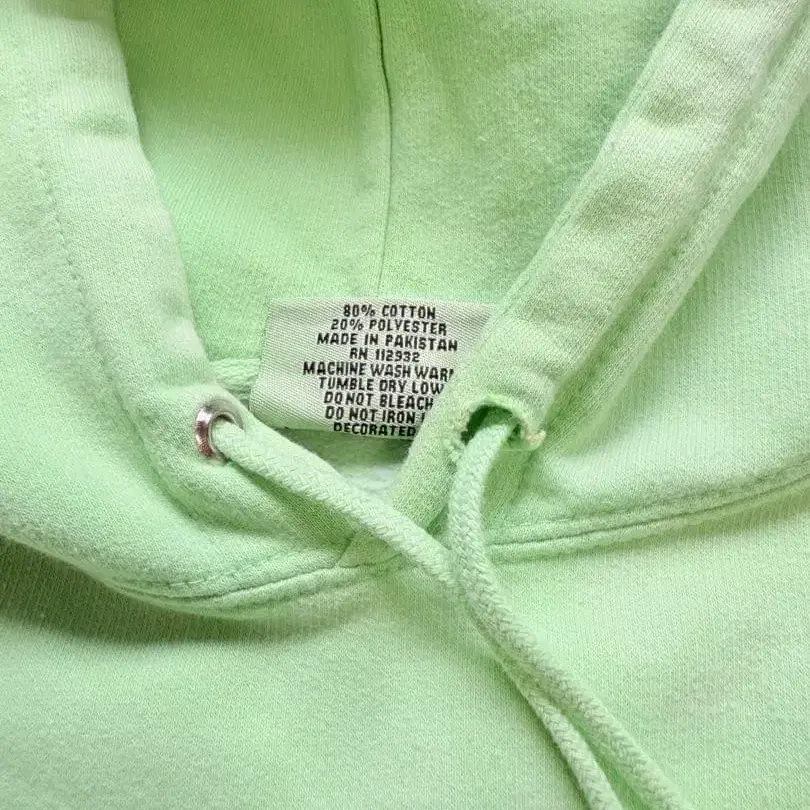 80% COTTON
20% POLYESTER
MADE IN PAKISTAN
RN 112932
MACHINE WASH WARM
TUMBLE DRY LOW
DO NOT BLEACH
DO NOT IRON
DECORATED